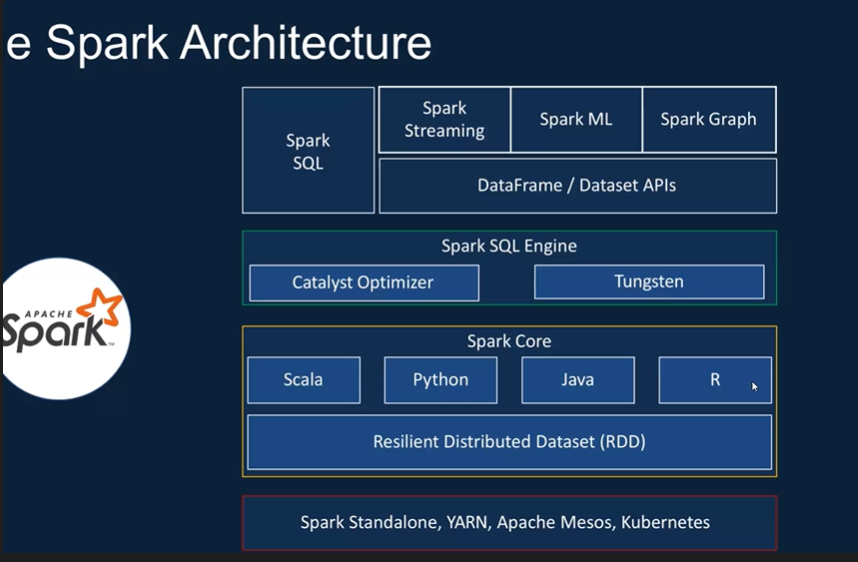 e Spark Architecture
Spark
SQL
Spark
Streaming
Spark ML
Spark Graph
DataFrame / Dataset APIs
Spark SQL Engine
Catalyst Optimizer
Tungsten
APACHE
Spark™
Spark Core
Scala
Python
Java
R
Resilient Distributed Dataset (RDD)
Spark Standalone, YARN, Apache Mesos, Kubernetes